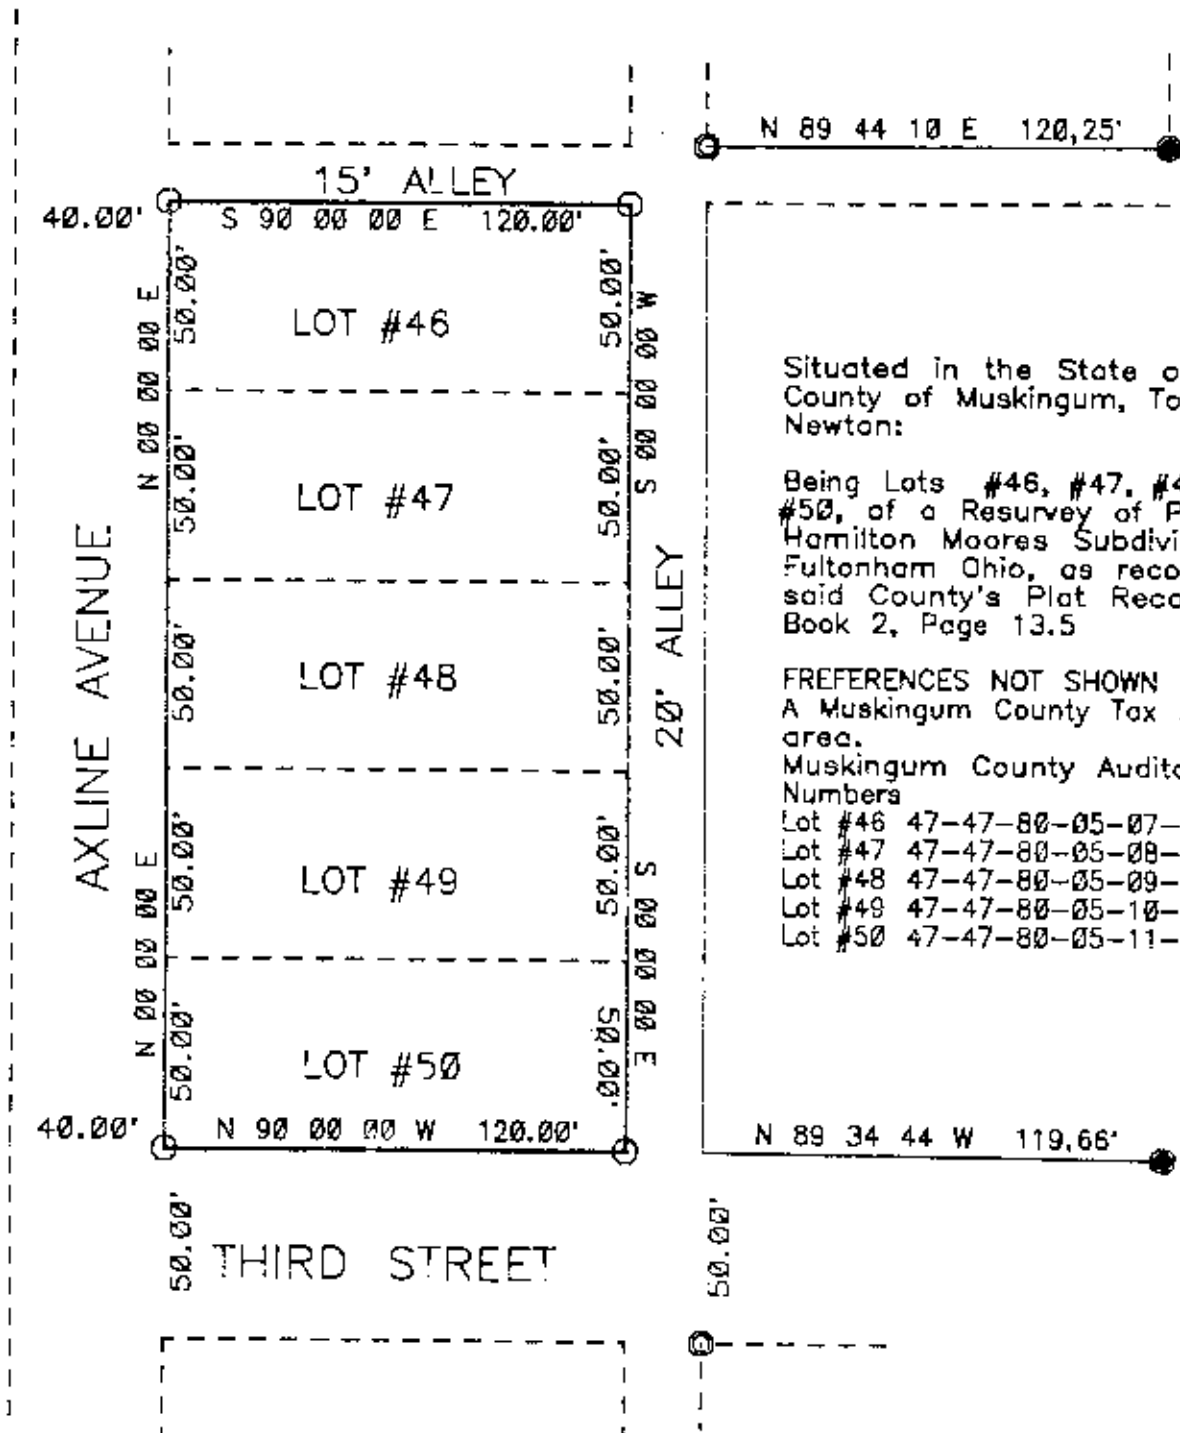 N 89 44 10 E 120,25'
15' ALLEY
40.00' S 90 00 00 E 120.00'
N 00 00 00 E
50.00'
LOT #46
50.00'
S 00 00 00 W
50.00'
LOT #47
50.00'
AXLINE AVENUE
50.00'
LOT #48
50.00'
20' ALLEY
N 00 00 00 E
50.00'
LOT #49
50.00'
S 00 00 00 E
50.00'
LOT #50
50.00'
40.00' N 90 00 00 W 120.00'
Situated in the State o
County of Muskingum, To
Newton:
Being Lots #46, #47, #4
#50, of a Resurvey of P
Hamilton Moores Subdivi
Fultonham Ohio, as reco
said County's Plat Reco
Book 2, Page 13.5
FREFERENCES NOT SHOWN
A Muskingum County Tax
area.
Muskingum County Audito
Numbers
Lot #46 47-47-80-05-07-
Lot #47 47-47-80-05-08-
Lot #48 47-47-80-05-09-
Lot #49 47-47-80-05-10-
Lot #50 47-47-80-05-11-
N 89 34 44 W 119,66'
50.00'
THIRD STREET
50.00'